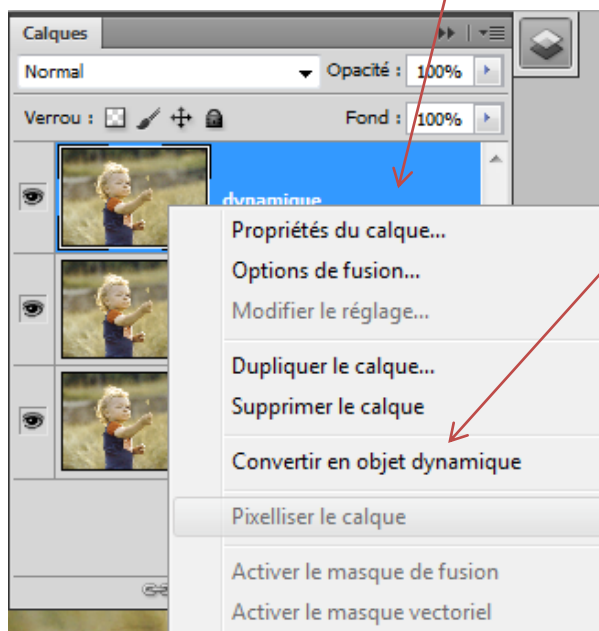 Calques
Normal Opacité : 100%
Verrou : Fond : 100%
dynamique
Propriétés du calque...
Options de fusion...
Modifier le réglage...
Dupliquer le calque...
Supprimer le calque
Convertir en objet dynamique
Pixelliser le calque
Activer le masque de fusion
Activer le masque vectoriel